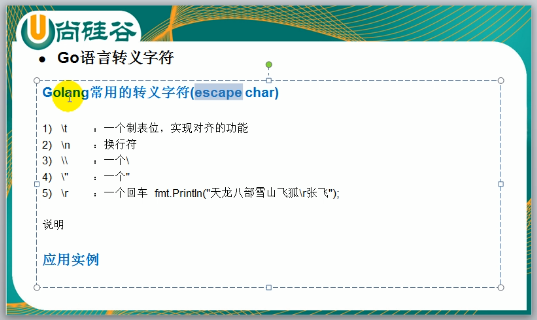 尚硅谷
● Go语言转义字符
Golang常用的转义字符(escape char)
1) \t ：一个制表位，实现对齐的功能
2) \n ：换行符
3) \\ ：一个\
4) \" ：一个"
5) \r ：一个回车 fmt.Println("天龙八部雪山飞狐\r张飞");
说明
应用实例